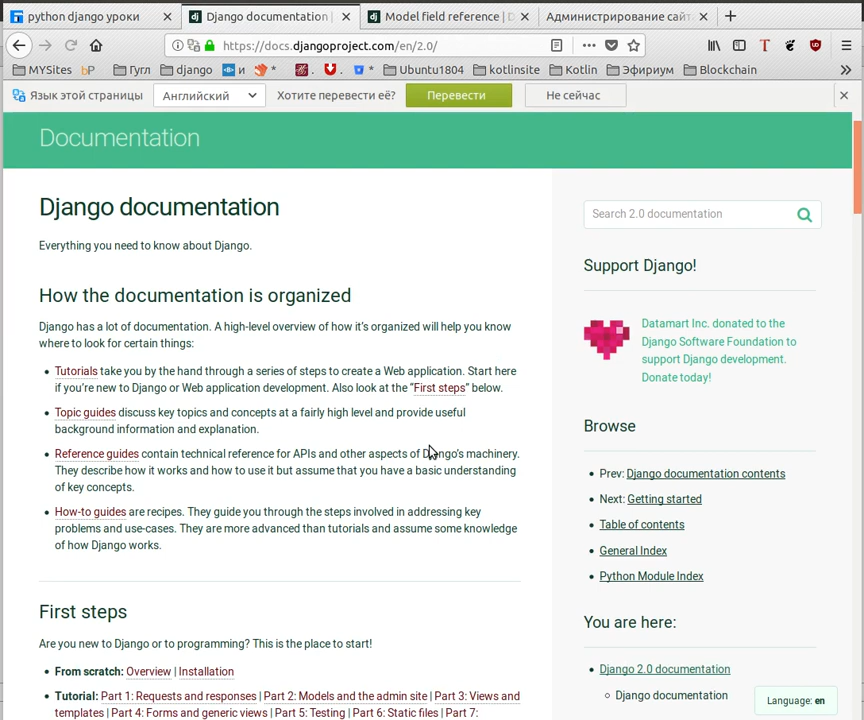 python django уроки
Django documentation |
Model field reference | D
Администрирование сайт
https://docs.djangoproject.com/en/2.0/
MYSites
bP
Гугл
django
и
Ubuntu1804
kotlinsite
Kotlin
Эфириум
Blockchain
Язык этой страницы
Английский
Хотите перевести её?
Перевести
Не сейчас
Documentation
Django documentation
Everything you need to know about Django.
How the documentation is organized
Django has a lot of documentation. A high-level overview of how it’s organized will help you know
where to look for certain things:
Tutorials take you by the hand through a series of steps to create a Web application. Start here
if you’re new to Django or Web application development. Also look at the “First steps” below.
Topic guides discuss key topics and concepts at a fairly high level and provide useful
background information and explanation.
Reference guides contain technical reference for APIs and other aspects of Django’s machinery.
They describe how it works and how to use it but assume that you have a basic understanding
of key concepts.
How-to guides are recipes. They guide you through the steps involved in addressing key
problems and use-cases. They are more advanced than tutorials and assume some knowledge
of how Django works.
First steps
Are you new to Django or to programming? This is the place to start!
From scratch: Overview | Installation
Tutorial: Part 1: Requests and responses | Part 2: Models and the admin site | Part 3: Views and
templates | Part 4: Forms and generic views | Part 5: Testing | Part 6: Static files | Part 7:
Search 2.0 documentation
Support Django!
Datamart Inc. donated to the
Django Software Foundation to
support Django development.
Donate today!
Browse
Prev: Django documentation contents
Next: Getting started
Table of contents
General Index
Python Module Index
You are here:
Django 2.0 documentation
Django documentation
Language: en